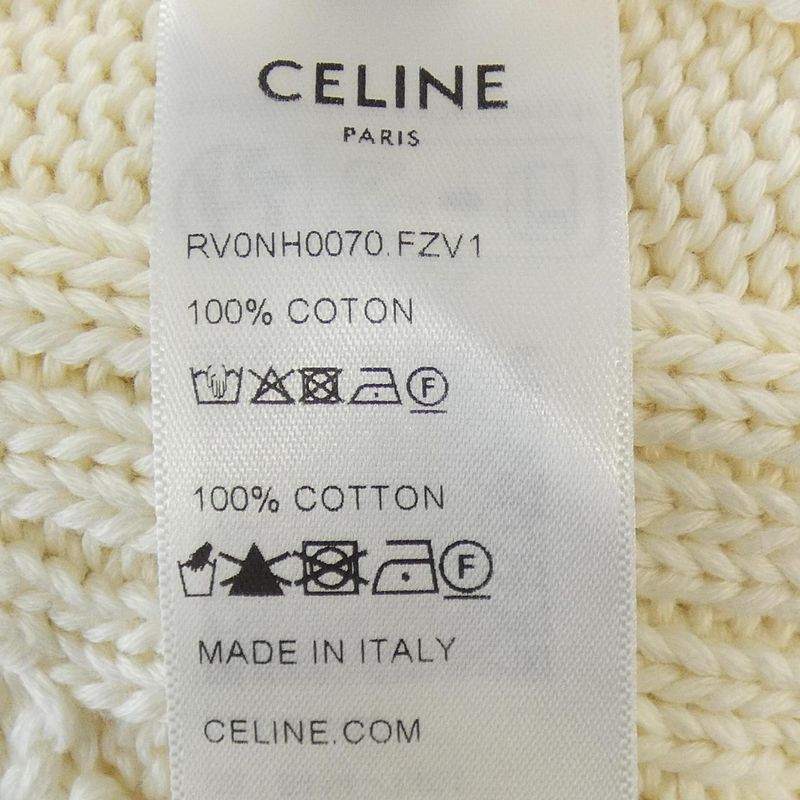 CELINE
PARIS
RV0NH0070.FZV1
100% COTON
F
100% COTTON
F
MADE IN ITALY
CELINE.COM